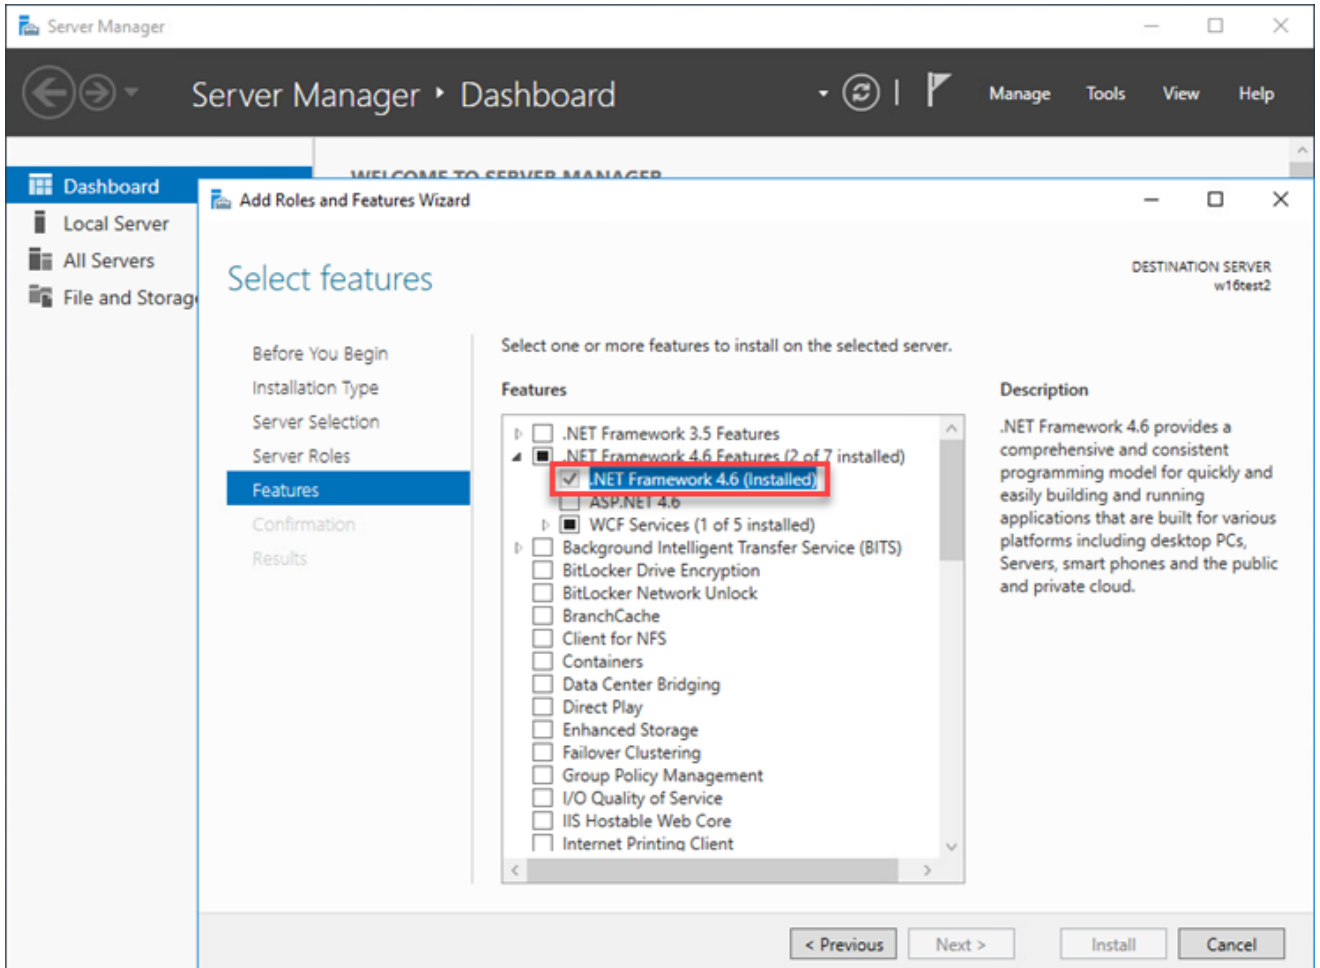 Server Manager
Server Manager • Dashboard
Manage Tools View Help
WELCOME TO SERVER MANAGER
Dashboard
Local Server
All Servers
File and Storag
Add Roles and Features Wizard
Select features
DESTINATION SERVER
w16test2
Before You Begin
Installation Type
Server Selection
Server Roles
Features
Confirmation
Results
Select one or more features to install on the selected server.
Features
.NET Framework 3.5 Features
.NET Framework 4.6 Features (2 of 7 installed)
.NET Framework 4.6 (Installed)
ASP.NET 4.6
WCF Services (1 of 5 installed)
Background Intelligent Transfer Service (BITS)
BitLocker Drive Encryption
BitLocker Network Unlock
BranchCache
Client for NFS
Containers
Data Center Bridging
Direct Play
Enhanced Storage
Failover Clustering
Group Policy Management
I/O Quality of Service
IIS Hostable Web Core
Internet Printing Client
Description
.NET Framework 4.6 provides a
comprehensive and consistent
programming model for quickly and
easily building and running
applications that are built for various
platforms including desktop PCs,
Servers, smart phones and the public
and private cloud.
< Previous
Next >
Install
Cancel